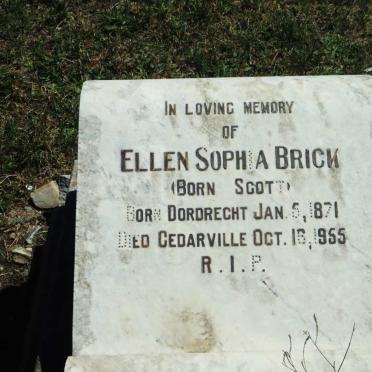 IN LOVING MEMORY
OF
ELLEN SOPHIA BRICK
(BORN SCOTT)
BORN DORDRECHT JAN. 5, 1871
DIED CEDARVILLE OCT. 16, 1955
R.I.P.